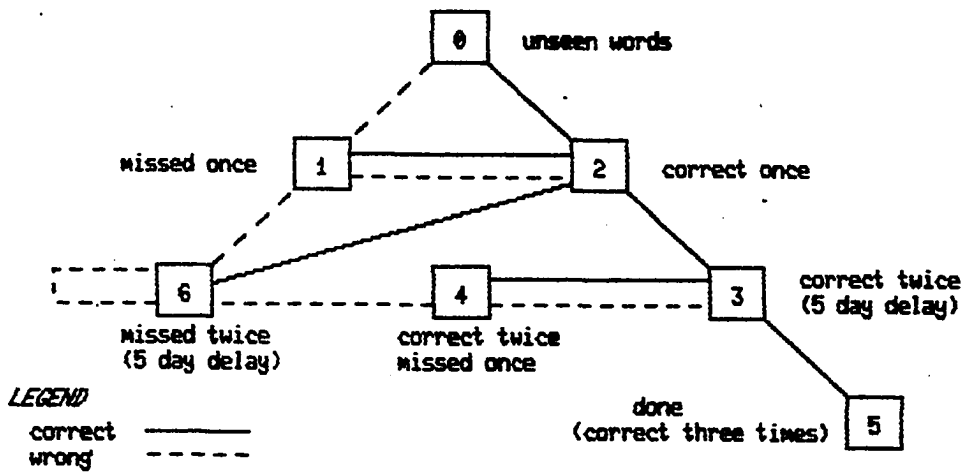 0 unseen words
missed once 1 2 correct once
6 4 3 correct twice
(5 day delay)
missed twice
(5 day delay)
correct twice
missed once
LEGEND
correct
wrong
done
(correct three times) 5